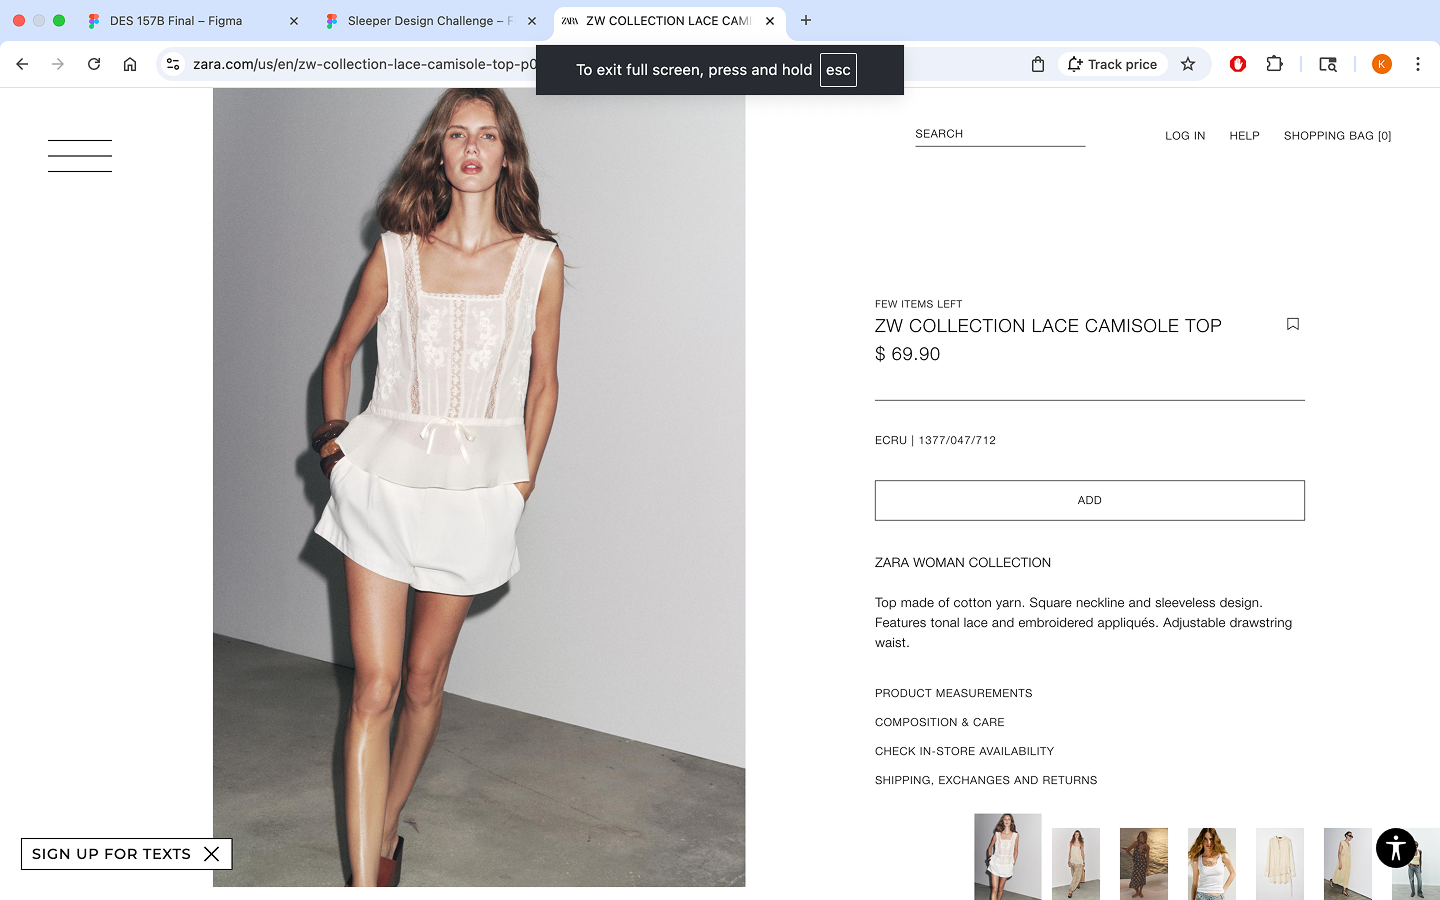 DES 157B Final – Figma
Sleeper Design Challenge – F
ZARA
ZW COLLECTION LACE CAMI
zara.com/us/en/zw-collection-lace-camisole-top-p0
To exit full screen, press and hold esc
Track price
K
SEARCH
LOG IN
HELP
SHOPPING BAG [0]
FEW ITEMS LEFT
ZW COLLECTION LACE CAMISOLE TOP
$ 69.90
ECRU | 1377/047/712
ADD
ZARA WOMAN COLLECTION
Top made of cotton yarn. Square neckline and sleeveless design.
Features tonal lace and embroidered appliqués. Adjustable drawstring
waist.
PRODUCT MEASUREMENTS
COMPOSITION & CARE
CHECK IN-STORE AVAILABILITY
SHIPPING, EXCHANGES AND RETURNS
SIGN UP FOR TEXTS